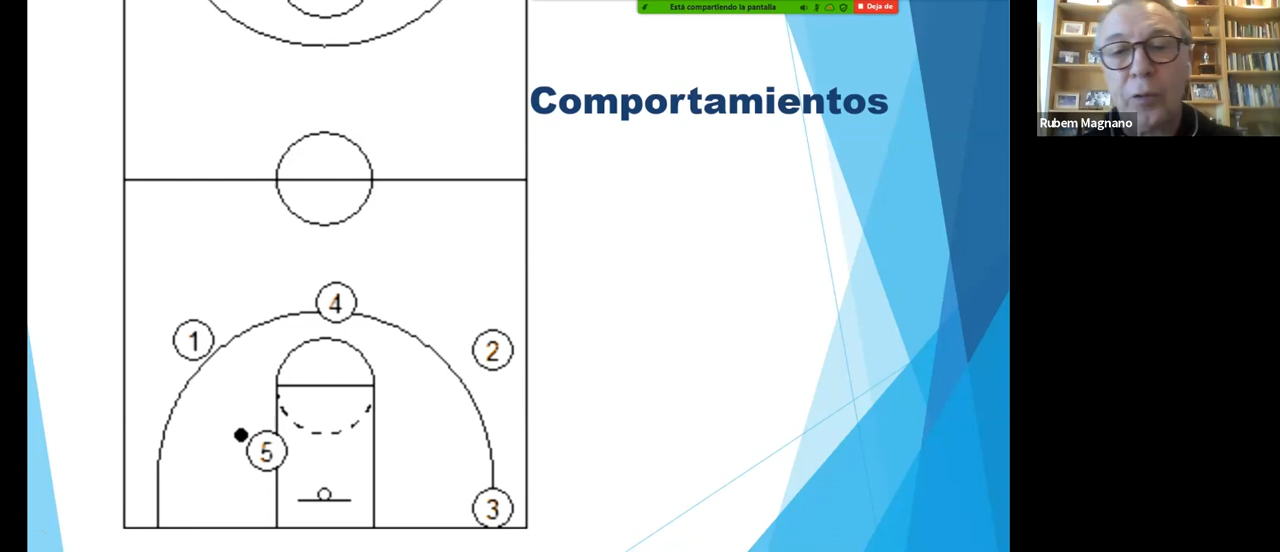 Está compartiendo la pantalla
Deja de
Comportamientos
Rubem Magnano
4
1
2
5
3